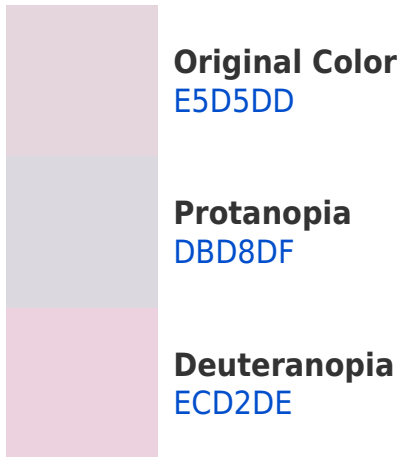 Original Color
E5D5DD
Protanopia
DBD8DF
Deuteranopia
ECD2DE